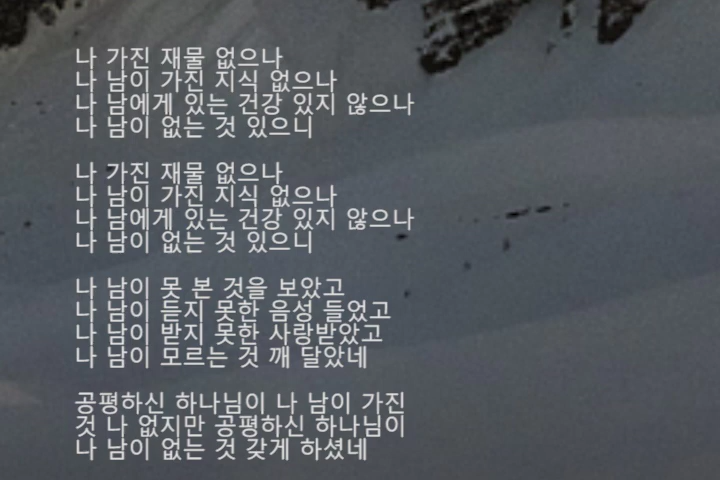 나 가진 재물 없으나
나 남이 가진 지식 없으나
나 남에게 있는 건강 있지 않으나
나 남이 없는 것 있으니
나 가진 재물 없으나
나 남이 가진 지식 없으나
나 남에게 있는 건강 있지 않으나
나 남이 없는 것 있으니
나 남이 못 본 것을 보았고
나 남이 듣지 못한 음성 들었고
나 남이 받지 못한 사랑받았고
나 남이 모르는 것 깨 달았네
공평하신 하나님이 나 남이 가진
것 나 없지만 공평하신 하나님이
나 남이 없는 것 갖게 하셨네